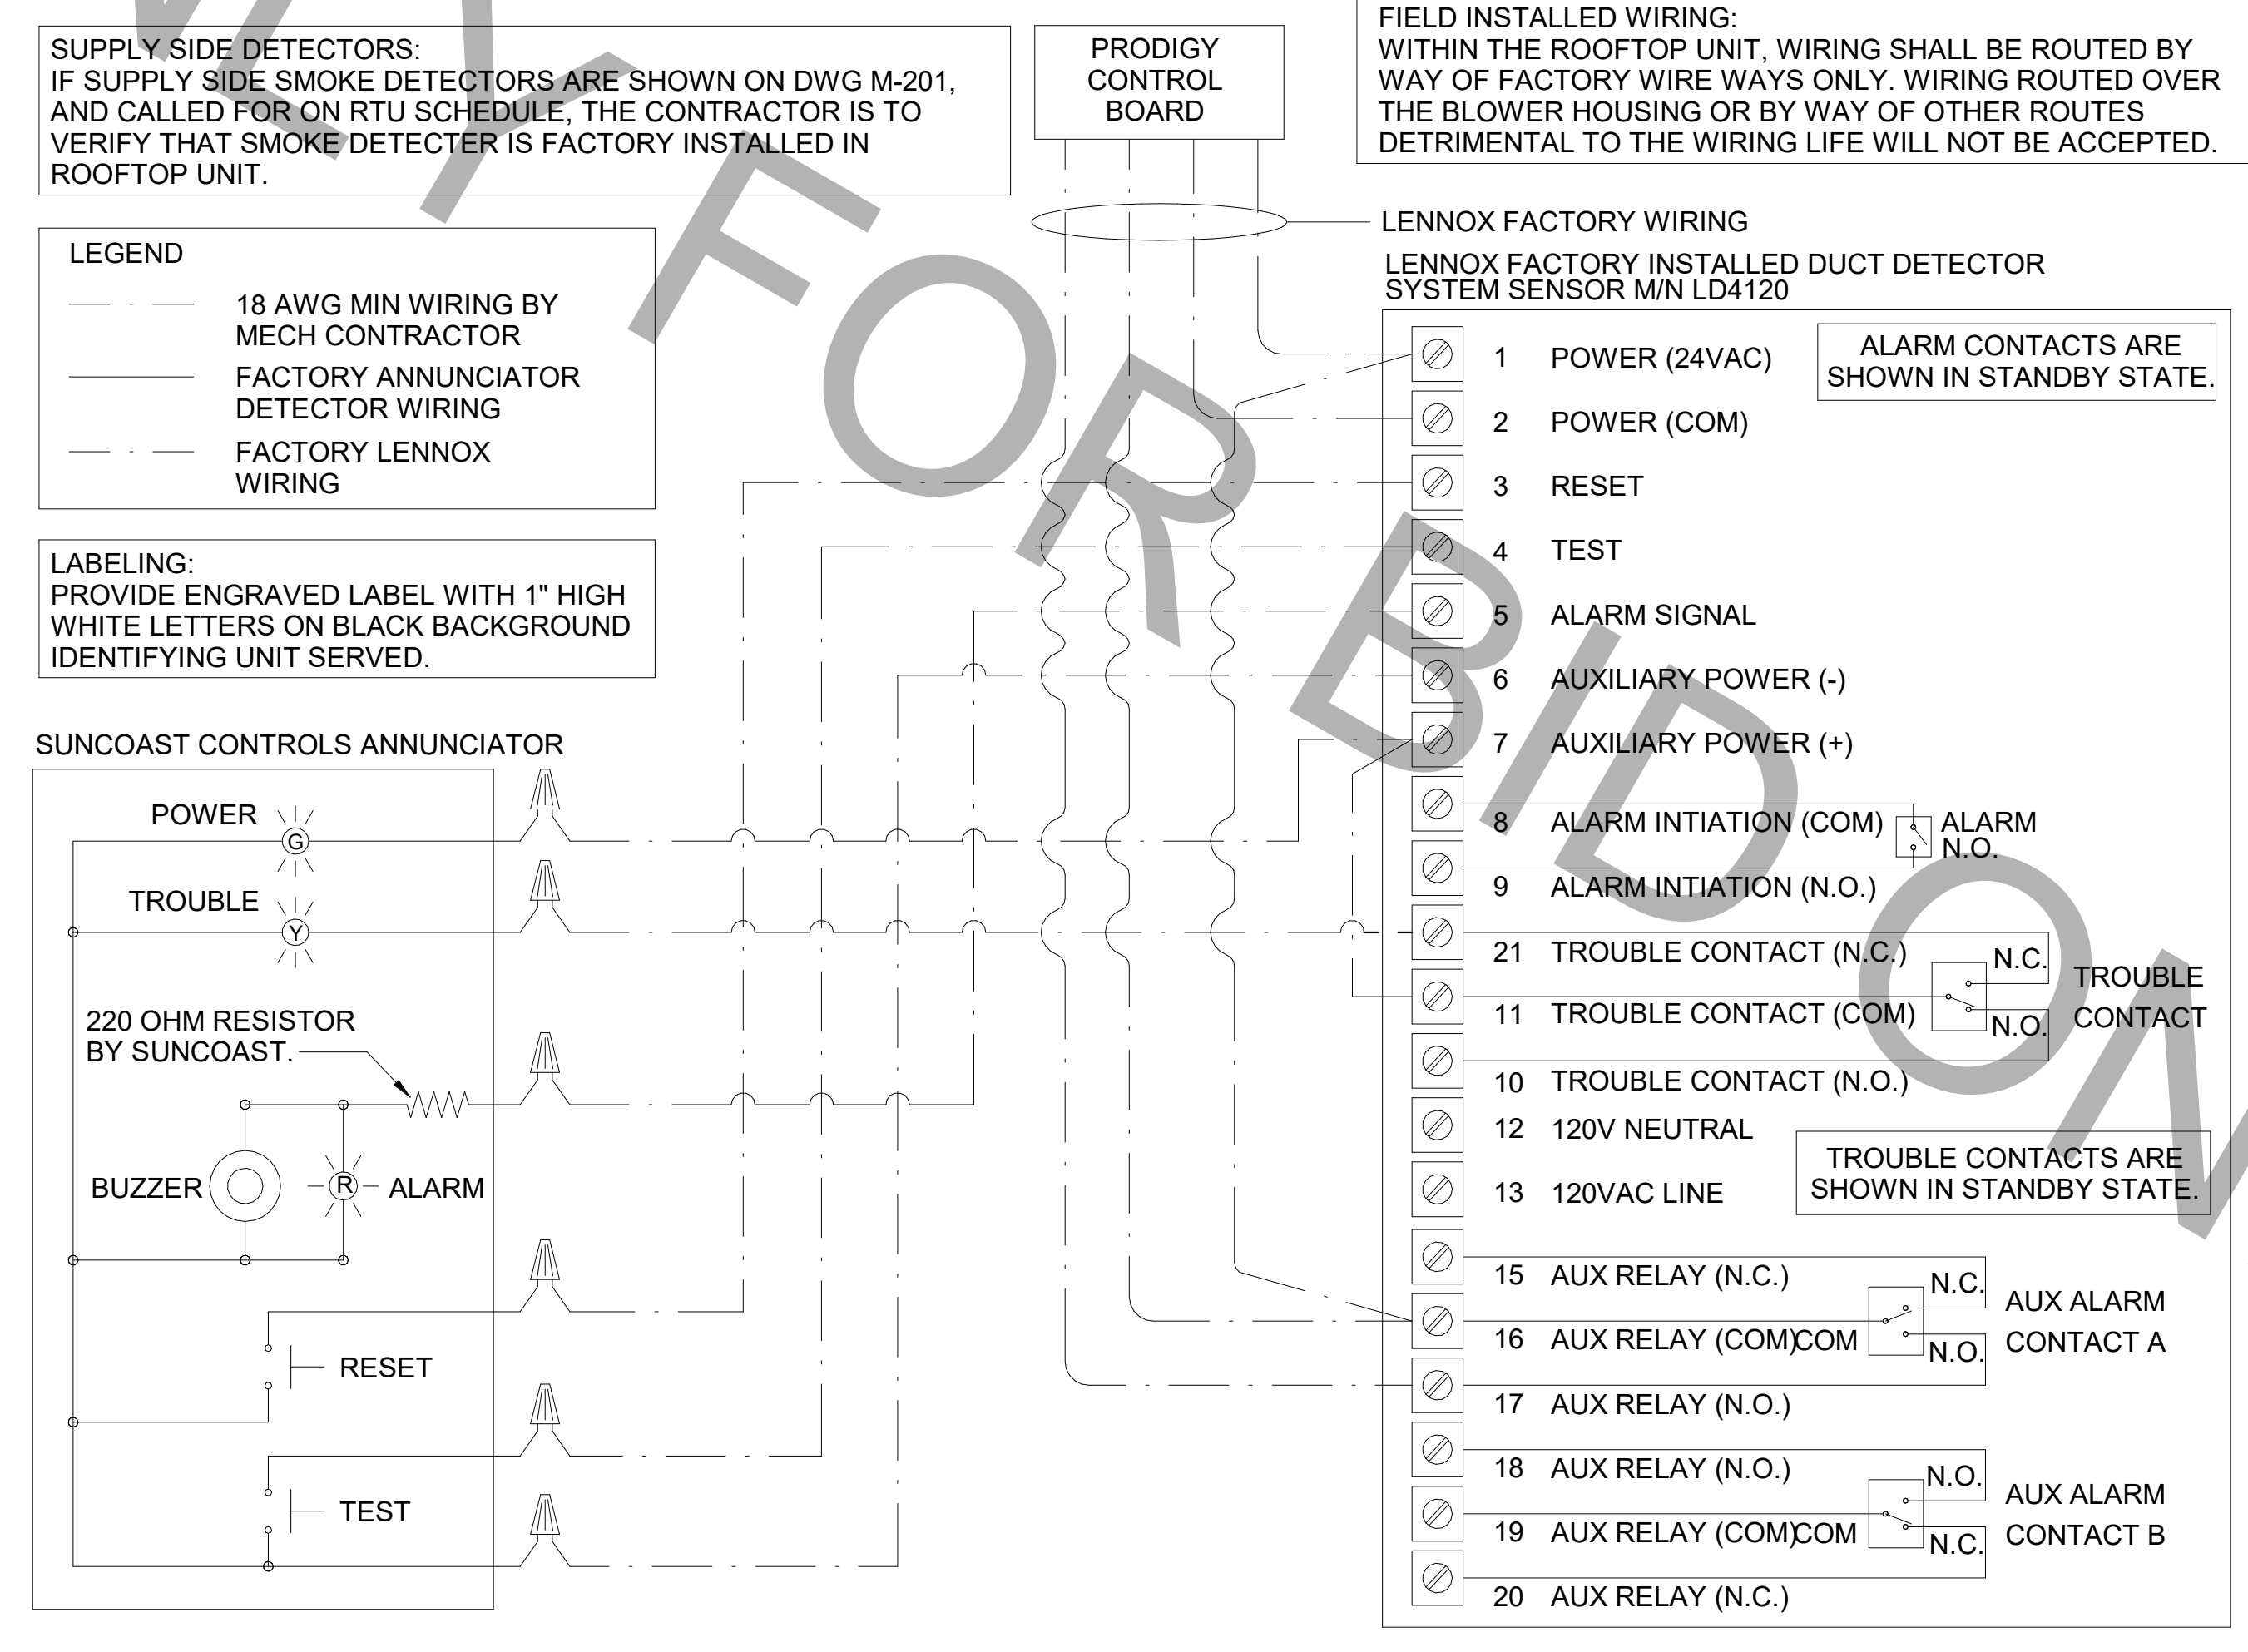 SUPPLY SIDE DETECTORS:
IF SUPPLY SIDE SMOKE DETECTORS ARE SHOWN ON DWG M-201,
AND CALLED FOR ON RTU SCHEDULE, THE CONTRACTOR IS TO
VERIFY THAT SMOKE DETECTER IS FACTORY INSTALLED IN
ROOFTOP UNIT.
PRODIGY
CONTROL
BOARD
FIELD INSTALLED WIRING:
WITHIN THE ROOFTOP UNIT, WIRING SHALL BE ROUTED BY
WAY OF FACTORY WIRE WAYS ONLY. WIRING ROUTED OVER
THE BLOWER HOUSING OR BY WAY OF OTHER ROUTES
DETRIMENTAL TO THE WIRING LIFE WILL NOT BE ACCEPTED.
LENNOX FACTORY WIRING
LEGEND
18 AWG MIN WIRING BY
MECH CONTRACTOR
FACTORY ANNUNCIATOR
DETECTOR WIRING
FACTORY LENNOX
WIRING
LABELING:
PROVIDE ENGRAVED LABEL WITH 1" HIGH
WHITE LETTERS ON BLACK BACKGROUND
IDENTIFYING UNIT SERVED.
SUNCOAST CONTROLS ANNUNCIATOR
POWER
G
TROUBLE
Y
220 OHM RESISTOR
BY SUNCOAST.
BUZZER
R
ALARM
RESET
TEST
LENNOX FACTORY INSTALLED DUCT DETECTOR
SYSTEM SENSOR M/N LD4120
ALARM CONTACTS ARE
SHOWN IN STANDBY STATE.
1 POWER (24VAC)
2 POWER (COM)
3 RESET
4 TEST
5 ALARM SIGNAL
6 AUXILIARY POWER (-)
7 AUXILIARY POWER (+)
8 ALARM INTIATION (COM)
ALARM
N.O.
9 ALARM INTIATION (N.O.)
21 TROUBLE CONTACT (N.C.)
N.C.
TROUBLE
CONTACT
11 TROUBLE CONTACT (COM)
N.O.
10 TROUBLE CONTACT (N.O.)
12 120V NEUTRAL
13 120VAC LINE
TROUBLE CONTACTS ARE
SHOWN IN STANDBY STATE.
15 AUX RELAY (N.C.)
N.C.
AUX ALARM
CONTACT A
16 AUX RELAY (COM)
COM
N.O.
17 AUX RELAY (N.O.)
18 AUX RELAY (N.O.)
N.O.
AUX ALARM
CONTACT B
19 AUX RELAY (COM)
COM
N.C.
20 AUX RELAY (N.C.)
FOR BID